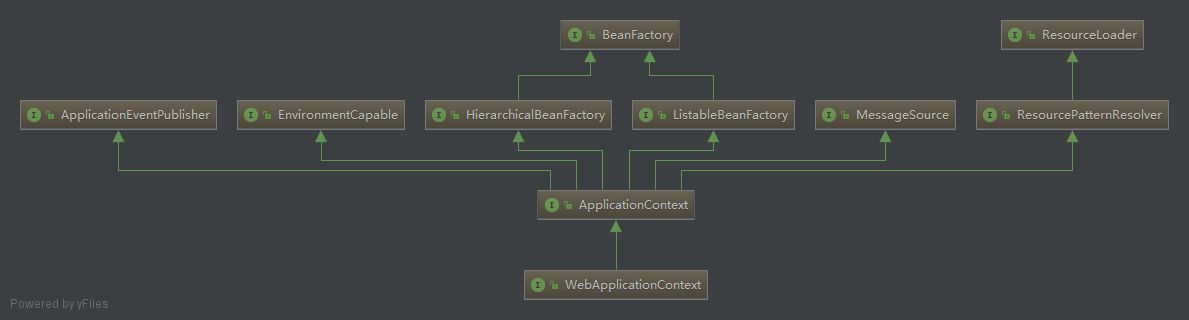 BeanFactory
ResourceLoader
ApplicationEventPublisher
EnvironmentCapable
HierarchicalBeanFactory
ListableBeanFactory
MessageSource
ResourcePatternResolver
ApplicationContext
WebApplicationContext
Powered by yFiles